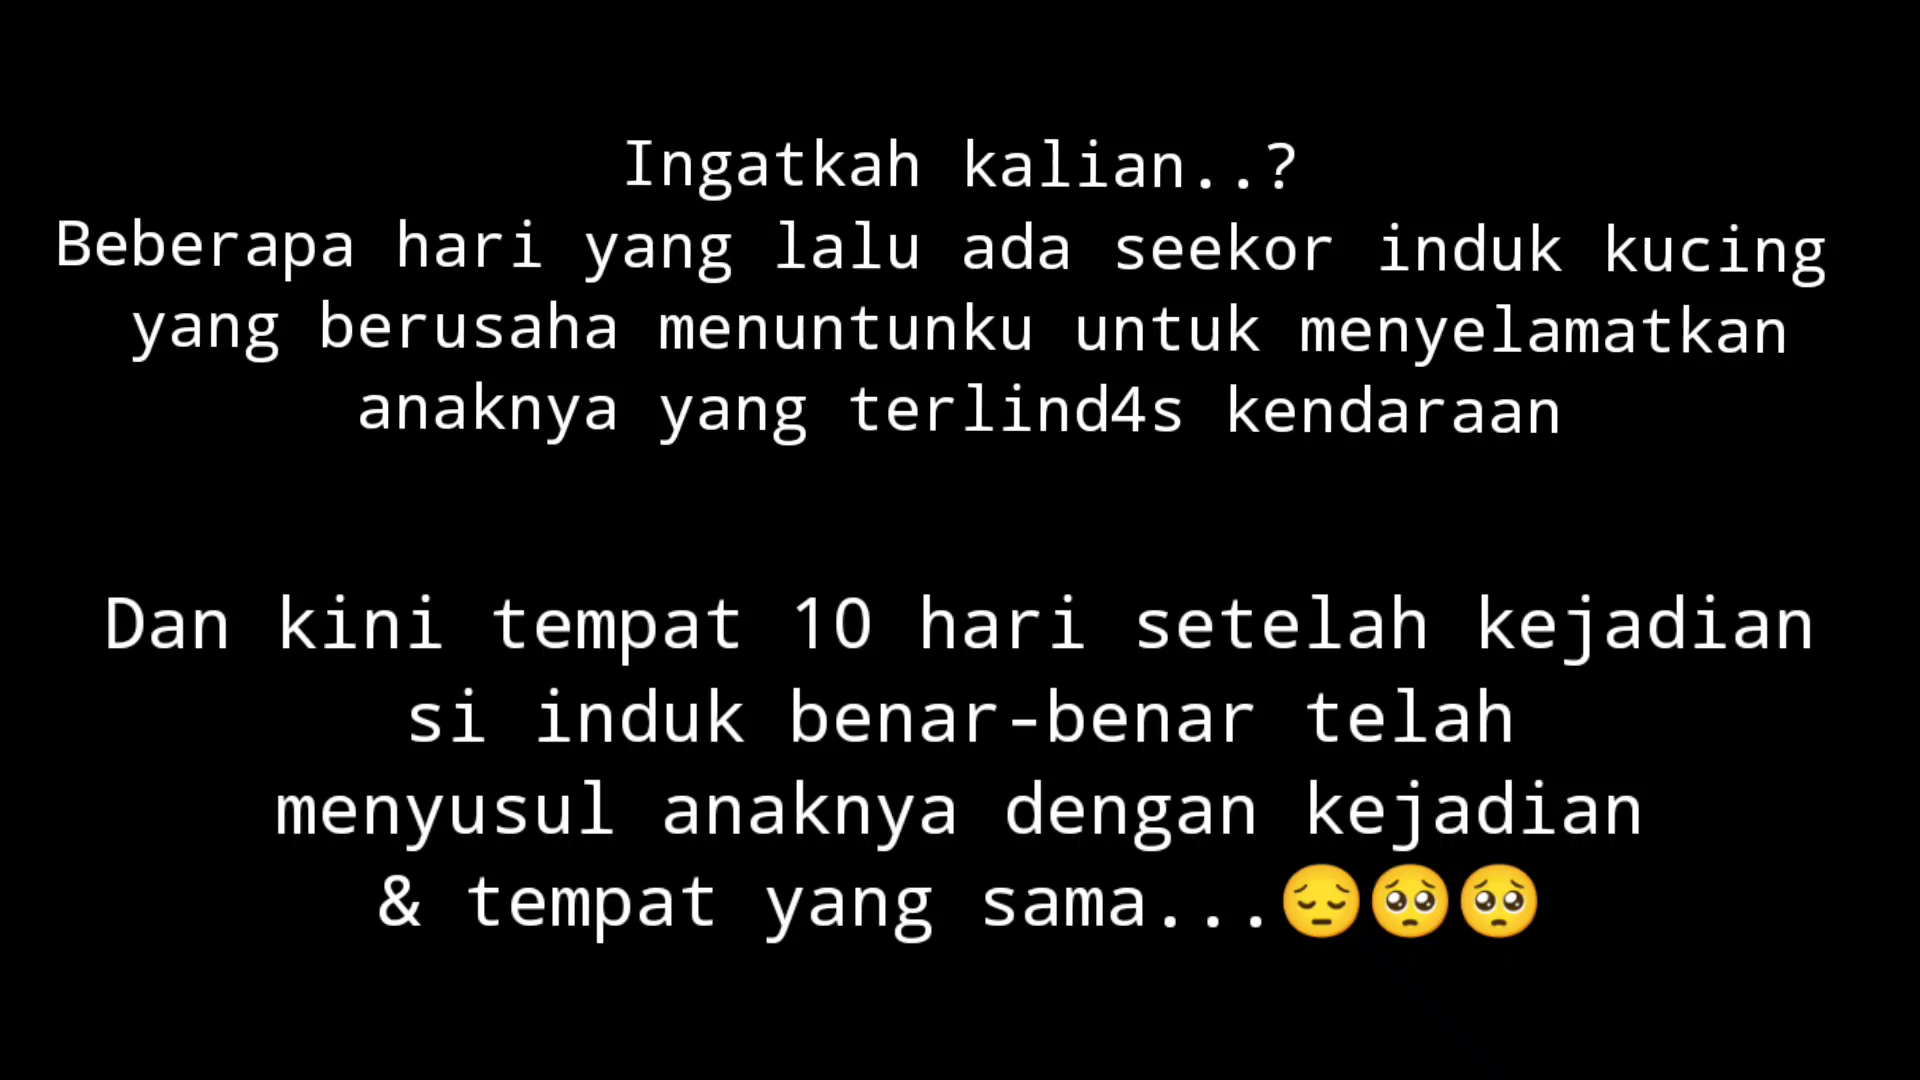 Ingatkah kalian..?
Beberapa hari yang lalu ada seekor induk kucing
yang berusaha menuntunku untuk menyelamatkan
anaknya yang terlind4s kendaraan
Dan kini tempat 10 hari setelah kejadian
si induk benar-benar telah
menyusul anaknya dengan kejadian
& tempat yang sama...😔🥺🥺